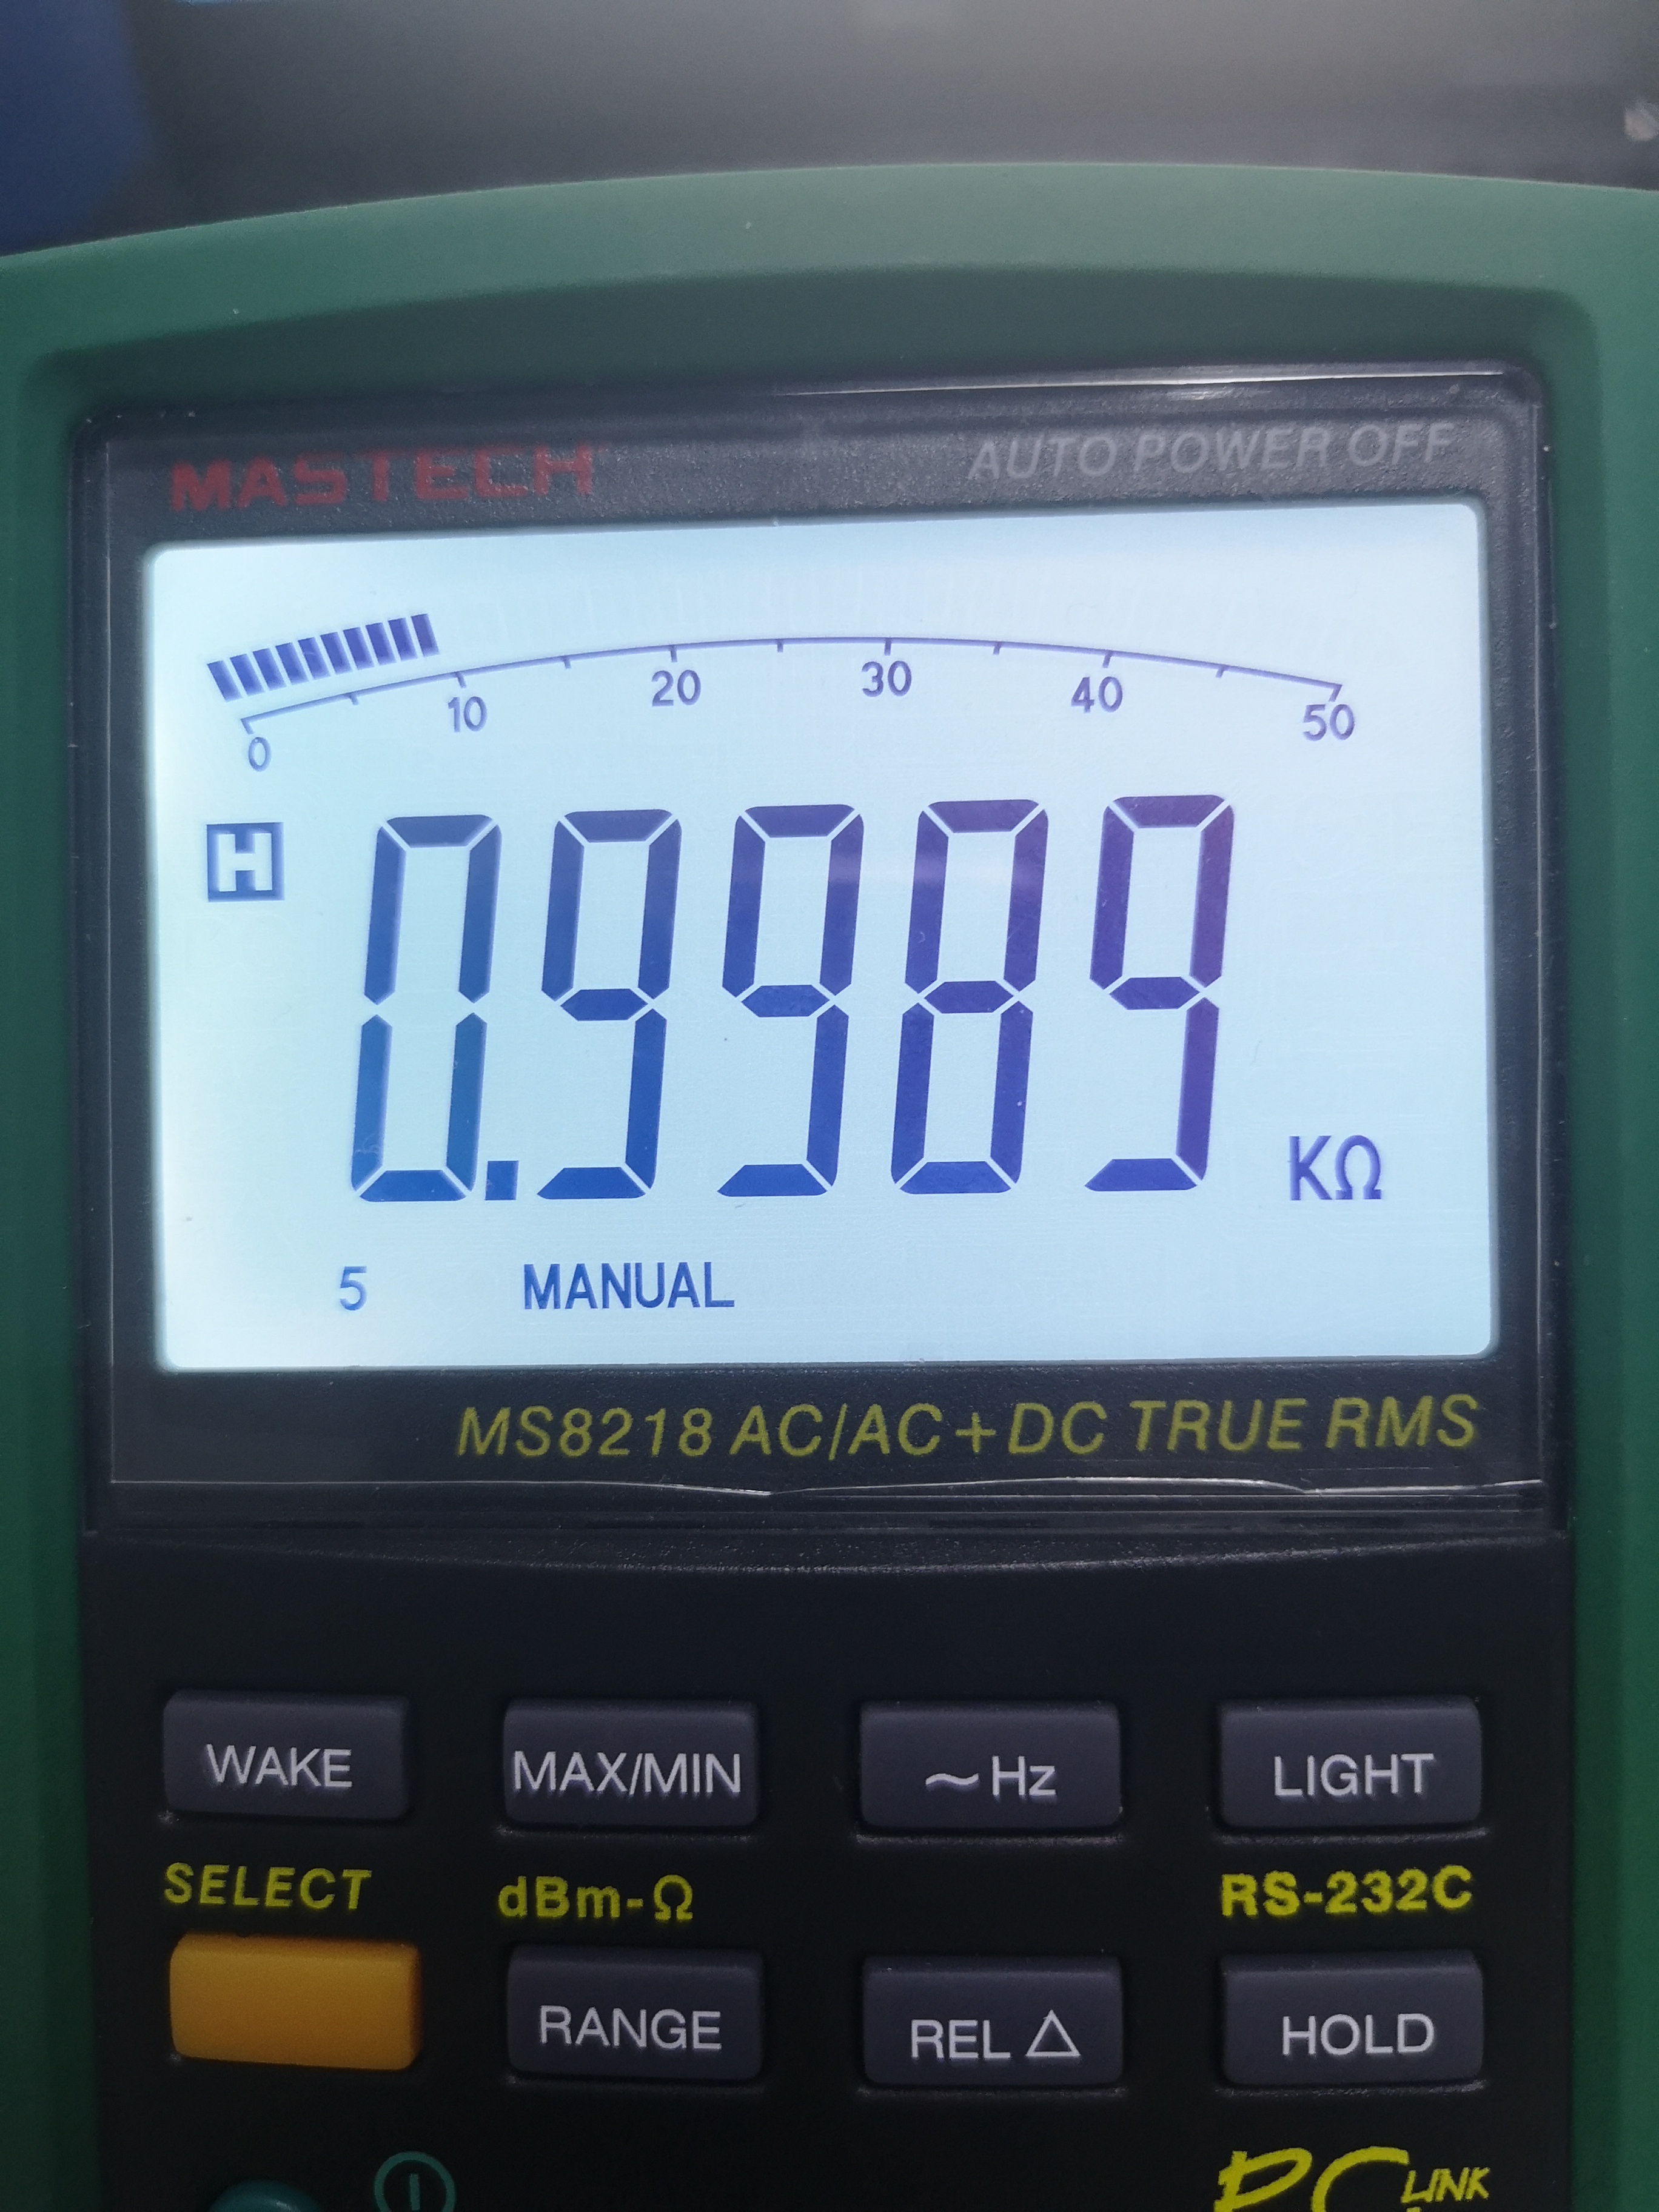 MASTECH AUTO POWER OFF
0 10 20 30 40 50
H 0.9989 KΩ
5 MANUAL
MS8218 AC/AC+DC TRUE RMS
WAKE MAX/MIN ~Hz LIGHT
SELECT dBm-Ω RS-232C
RANGE REL △ HOLD
PC LINK